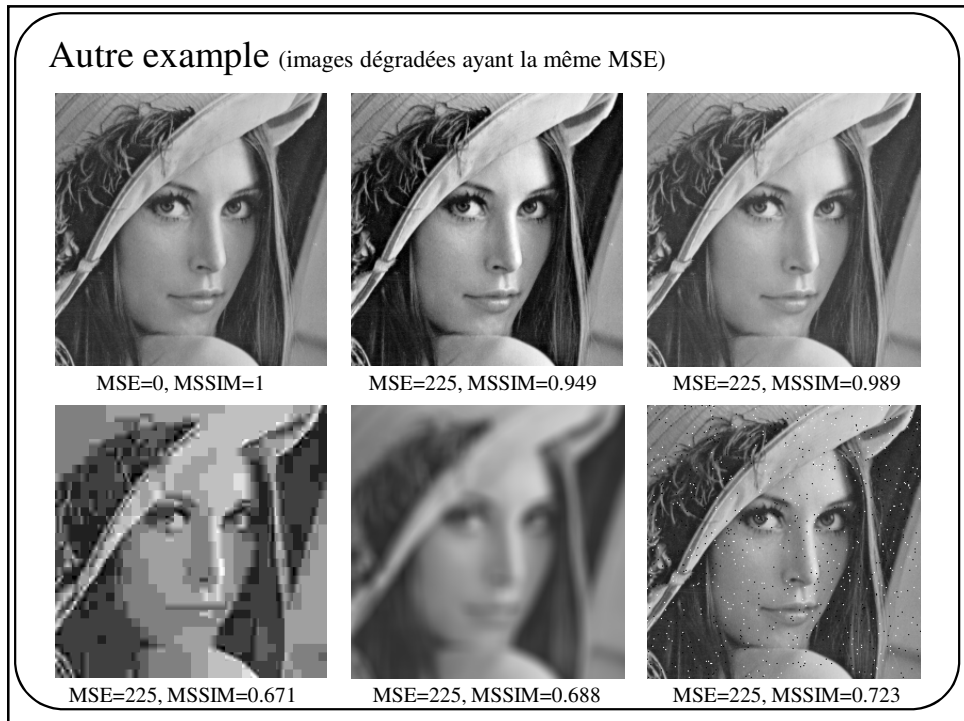 Autre example (images dégradées ayant la même MSE)
MSE=0, MSSIM=1
MSE=225, MSSIM=0.949
MSE=225, MSSIM=0.989
MSE=225, MSSIM=0.671
MSE=225, MSSIM=0.688
MSE=225, MSSIM=0.723